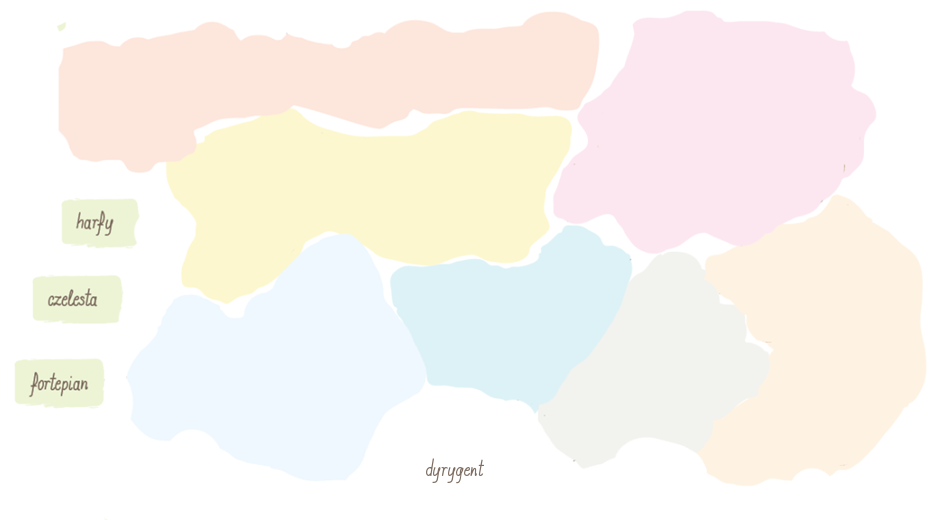 harfy
czelesta
fortepian
dyrygent